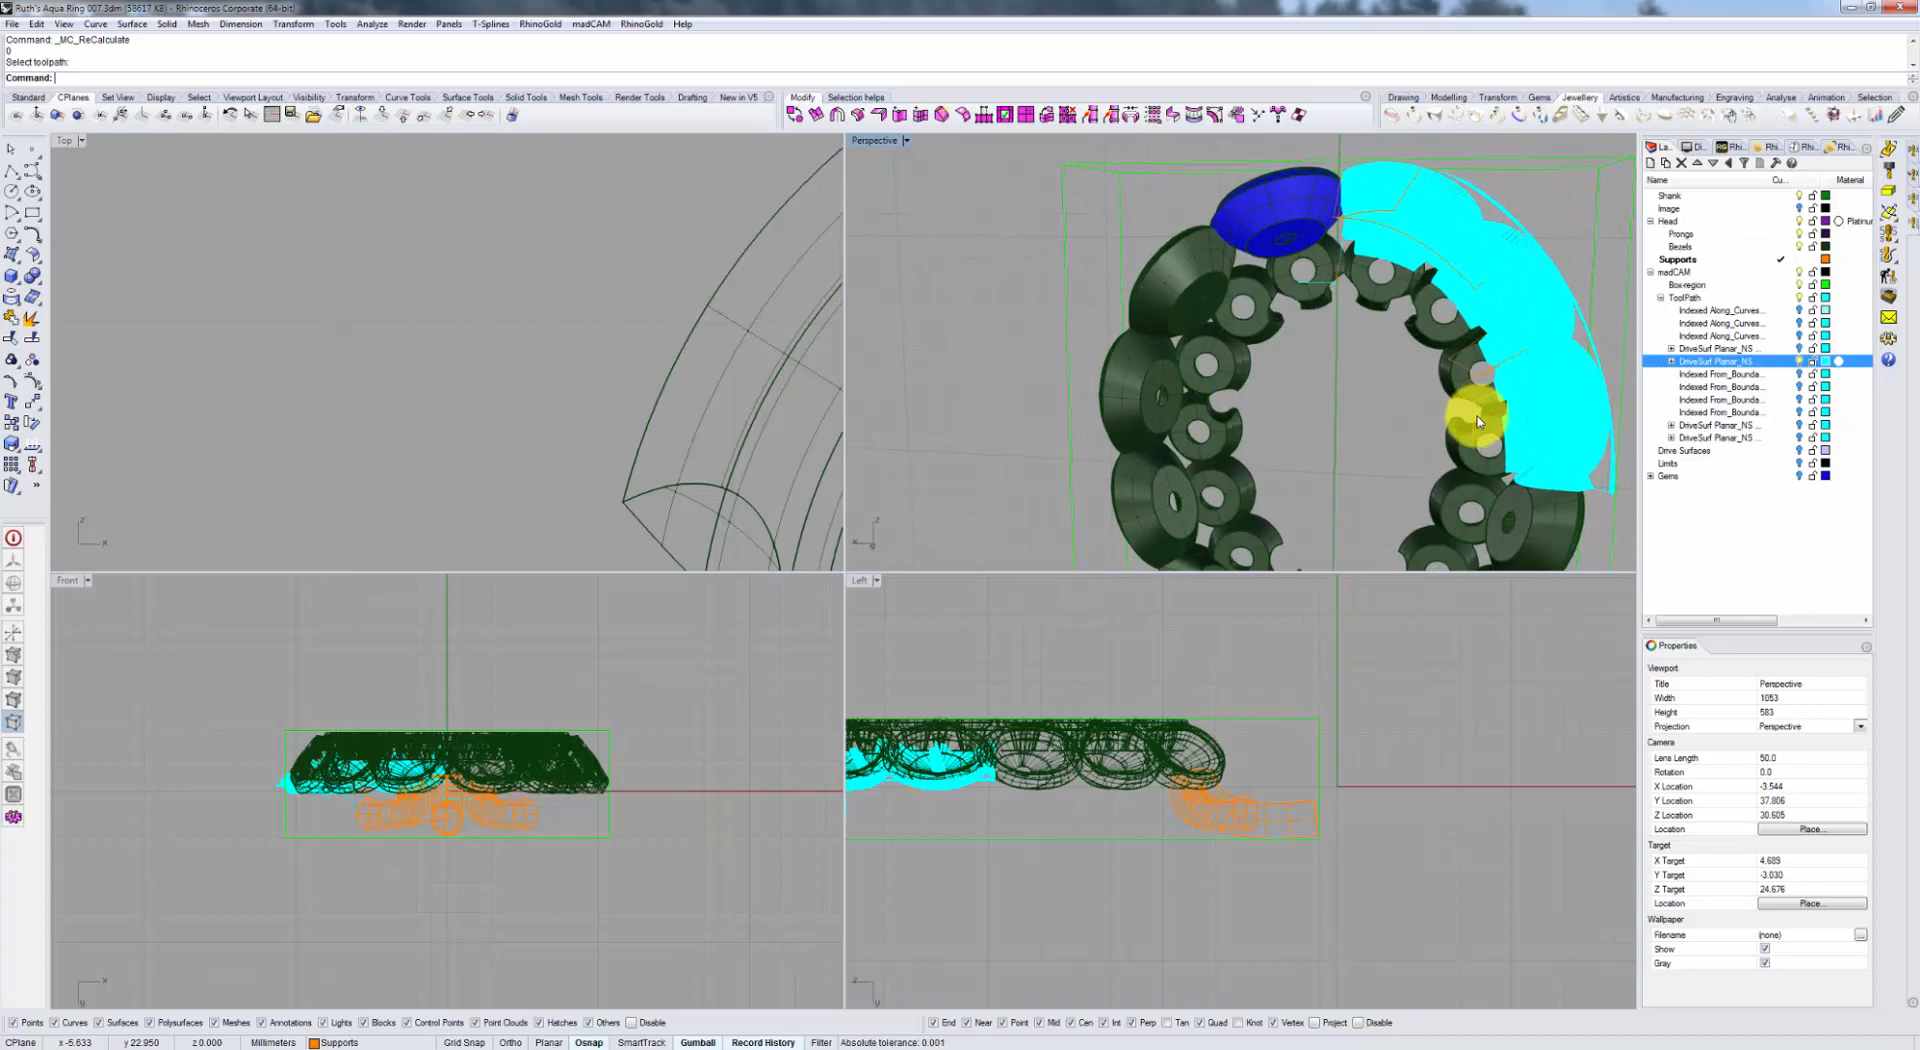 Ruth's Aqua Ring 007.3dm (58617 KB) - Rhinoceros Corporate (64-bit)
File Edit View Curve Surface Solid Mesh Dimension Transform Tools Analyze Render Panels T-Splines RhinoGold madCAM RhinoGold Help
Command: _MC_ReCalculate
0
Select toolpath:
Command:
Standard CPlanes Set View Display Select Viewport Layout Visibility Transform Curve Tools Surface Tools Solid Tools Mesh Tools Render Tools Drafting New in V5 Modify Selection helps Drawing Modelling Transform Gems Jewellery Artistics Manufacturing Engraving Analyse Animation Selection
Top Perspective
La... Di... Rhi... Rhi... Rhi... Rhi...
Name Cu... Material
Shank
Image
Head Platinu
Prongs
Bezels
Supports
madCAM
Box-region
ToolPath
Indexed Along_Curves...
Indexed Along_Curves...
Indexed Along_Curves...
DriveSurf Planar_NS ...
DriveSurf Planar_NS ...
Indexed From_Bounda...
Indexed From_Bounda...
Indexed From_Bounda...
Indexed From_Bounda...
DriveSurf Planar_NS ...
DriveSurf Planar_NS ...
Drive Surfaces
Limits
Gems
z x
Front Left
Properties
Viewport
Title Perspective
Width 1053
Height 583
Projection Perspective
Camera
Lens Length 50.0
Rotation 0.0
X Location -3.544
Y Location 37.806
Z Location 30.605
Location Place...
Target
X Target 4.689
Y Target -3.030
Z Target 24.676
Location Place...
Wallpaper
Filename (none) ...
Show
Gray
x
y
z
y
Points Curves Surfaces Polysurfaces Meshes Annotations Lights Blocks Control Points Point Clouds Hatches Others Disable End Near Point Mid Cen Int Perp Tan Quad Knot Vertex Project Disable
CPlane x -5.633 y 22.950 z 0.000 Millimeters Supports Grid Snap Ortho Planar Osnap SmartTrack Gumball Record History Filter Absolute tolerance: 0.001